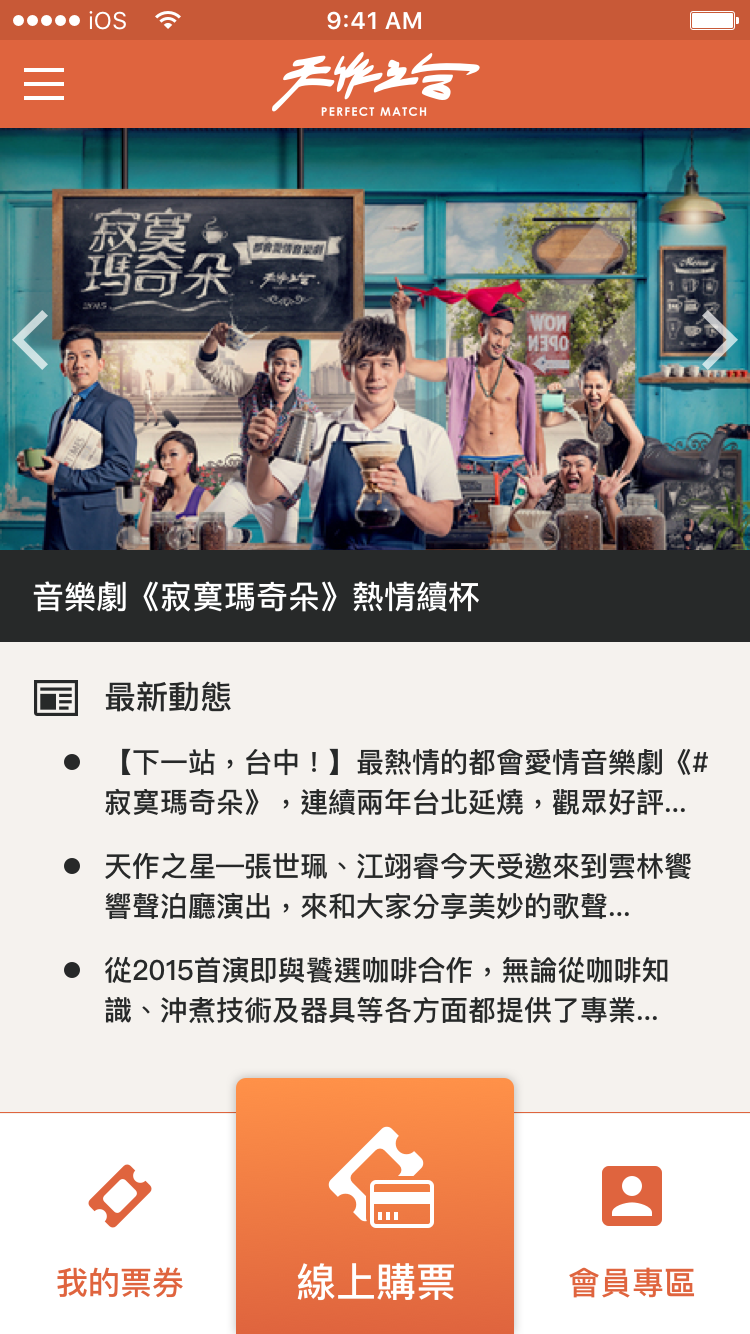 iOS
9:41 AM
天作之合
PERFECT MATCH
寂寞
瑪奇朵
都會愛情音樂劇
天作之合
2015
Menu
NOW
OPEN
音樂劇《寂寞瑪奇朵》熱情續杯
最新動態
【下一站，台中！】最熱情的都會愛情音樂劇《#
寂寞瑪奇朵》，連續兩年台北延燒，觀眾好評...
天作之星—張世珮、江翊睿今天受邀來到雲林饗
響聲泊廳演出，來和大家分享美妙的歌聲...
從2015首演即與饕選咖啡合作，無論從咖啡知
識、沖煮技術及器具等各方面都提供了專業...
我的票券
線上購票
會員專區